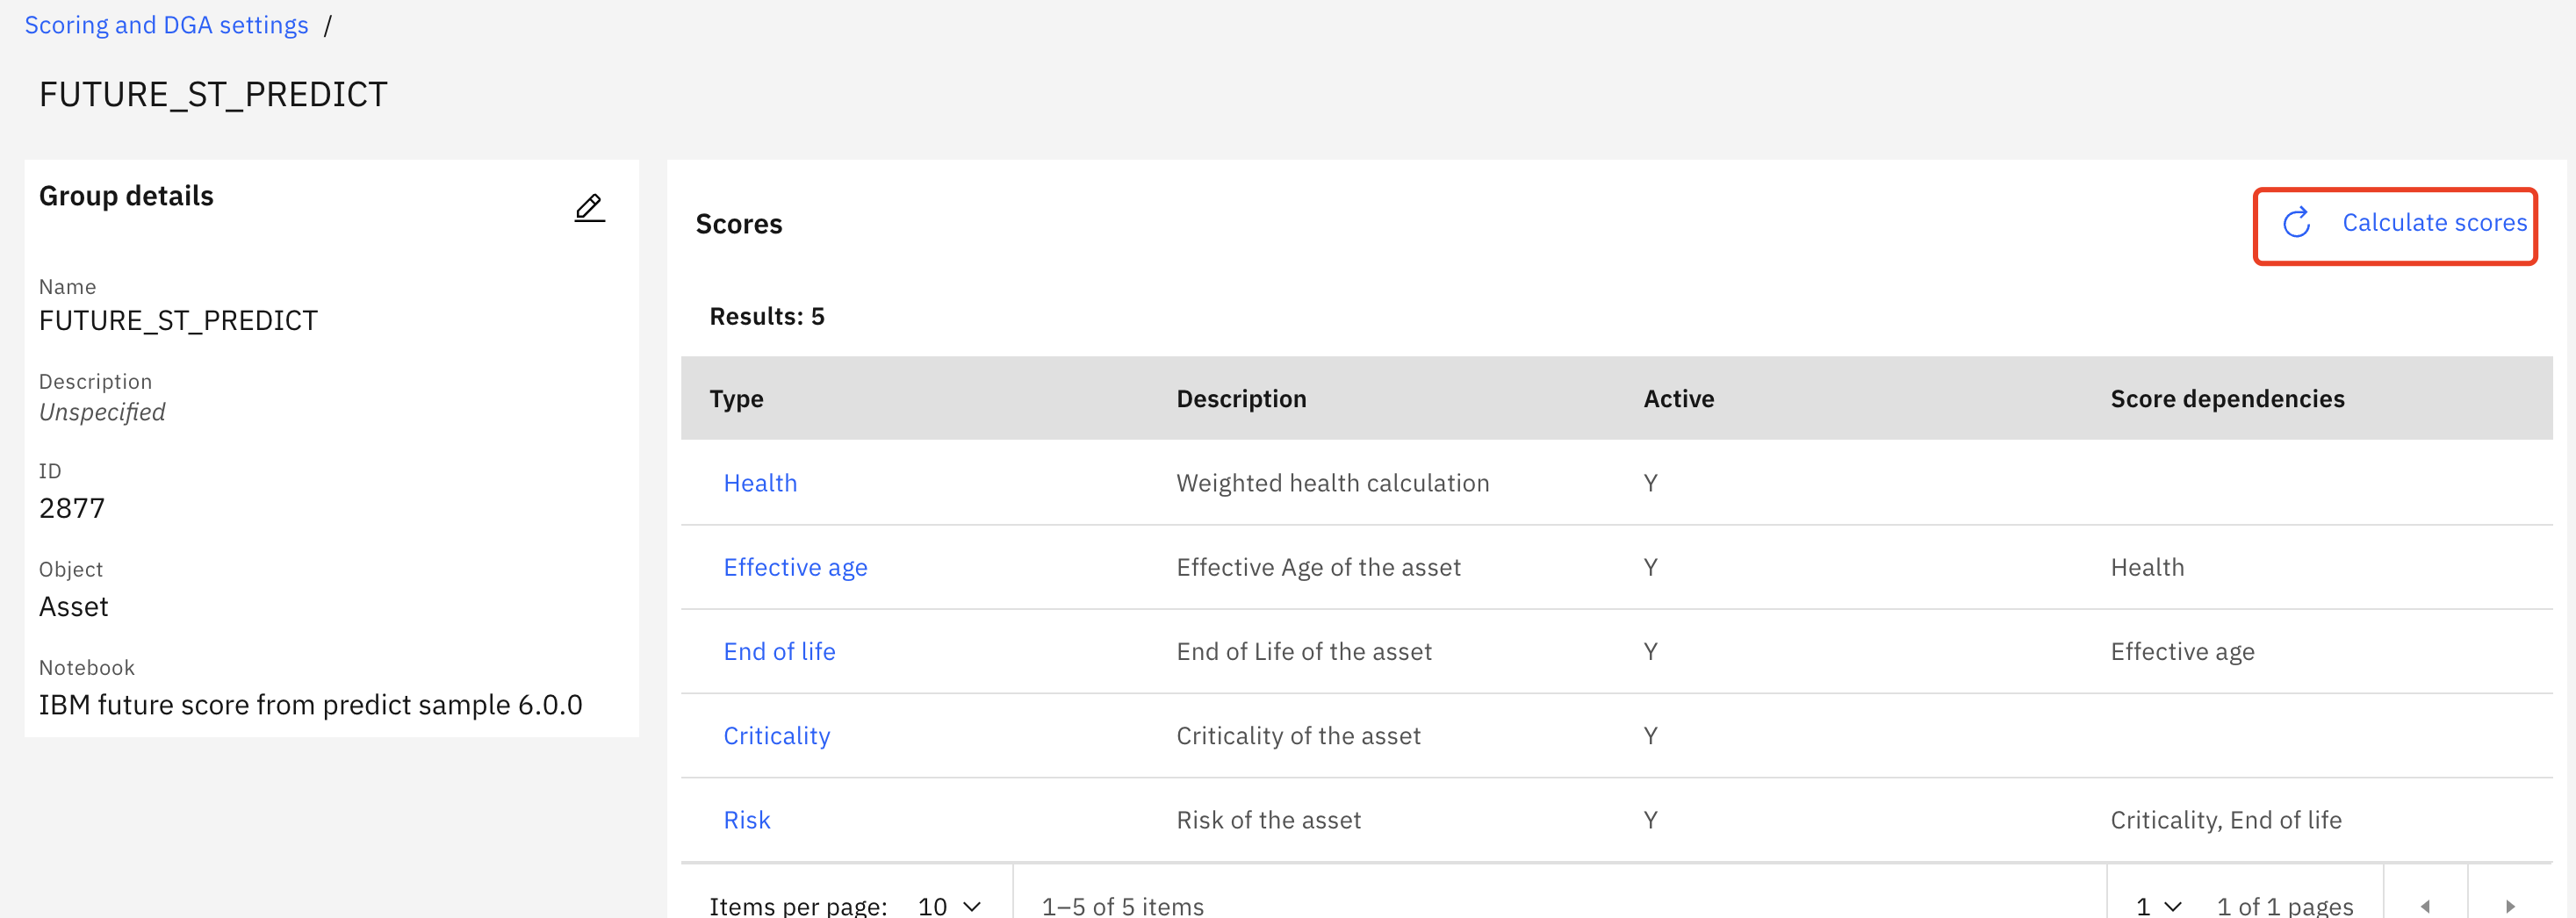 Scoring and DGA settings /
FUTURE_ST_PREDICT
Group details
Name
FUTURE_ST_PREDICT
Description
Unspecified
ID
2877
Object
Asset
Notebook
IBM future score from predict sample 6.0.0
Scores
Calculate scores
Results: 5
Type Description Active Score dependencies
Health Weighted health calculation Y
Effective age Effective Age of the asset Y Health
End of life End of Life of the asset Y Effective age
Criticality Criticality of the asset Y
Risk Risk of the asset Y Criticality, End of life
Items per page: 10 1–5 of 5 items 1 1 of 1 pages